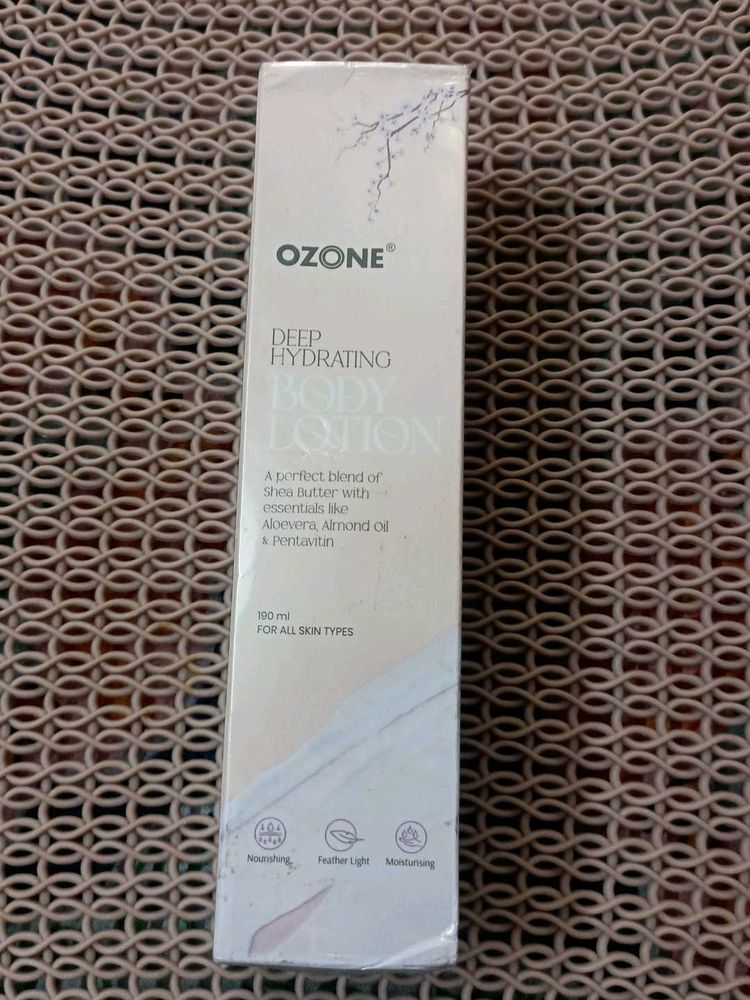 OZONE®
DEEP
HYDRATING
BODY
LOTION
A perfect blend of
Shea Butter with
essentials like
Aloevera, Almond Oil
& Pentavitin
190 ml
FOR ALL SKIN TYPES
Nourishing
Feather Light
Moisturising